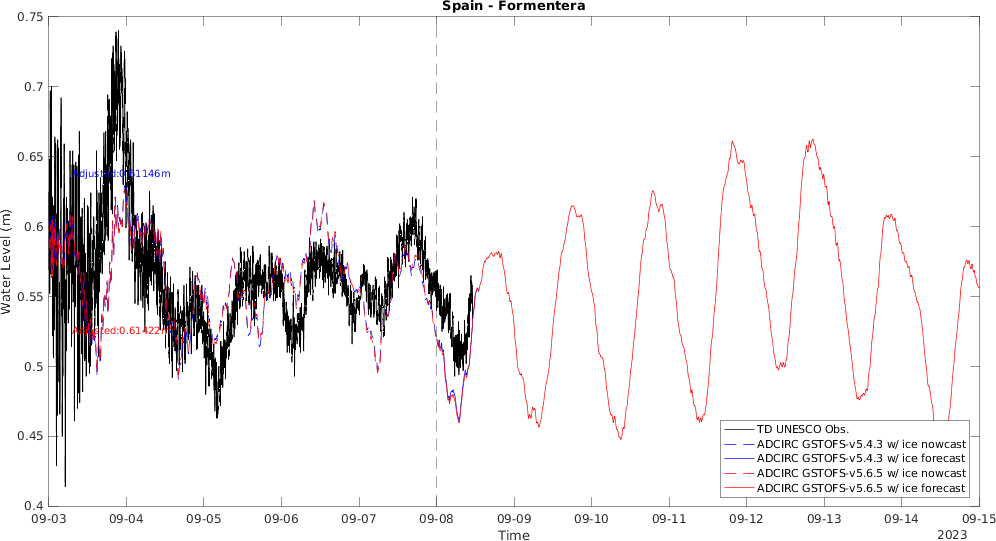 Spain - Formentera
0.75
0.7
0.65
0.6
0.55
0.5
0.45
0.4
Water Level (m)
Adjusted:0.61146m
Adjusted:0.61422m
TD UNESCO Obs.
ADCIRC GSTOFS-v5.4.3 w/ ice nowcast
ADCIRC GSTOFS-v5.4.3 w/ ice forecast
ADCIRC GSTOFS-v5.6.5 w/ ice nowcast
ADCIRC GSTOFS-v5.6.5 w/ ice forecast
09-03 09-04 09-05 09-06 09-07 09-08 09-09 09-10 09-11 09-12 09-13 09-14 09-15
Time
2023